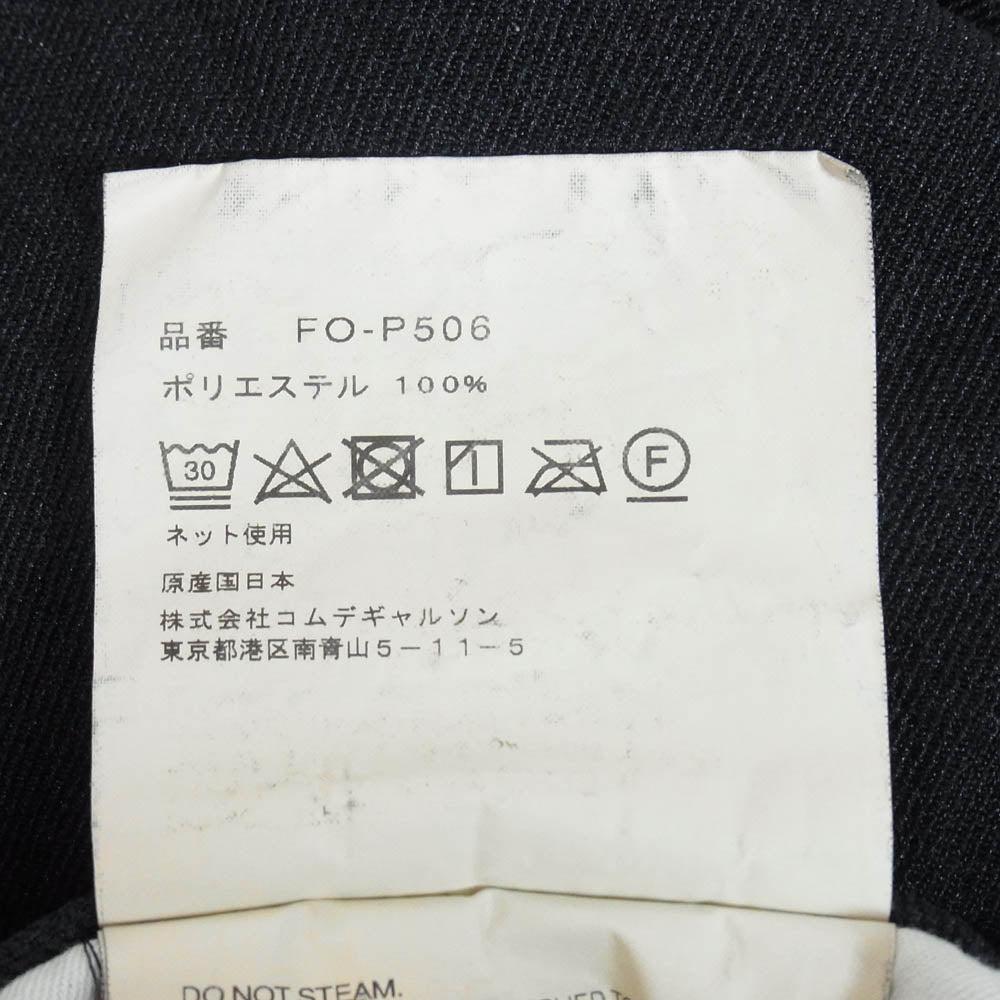 品番 FO-P506
ポリエステル 100%
30 F
ネット使用
原産国日本
株式会社コムデギャルソン
東京都港区南青山5-11-5
DO NOT STEAM.